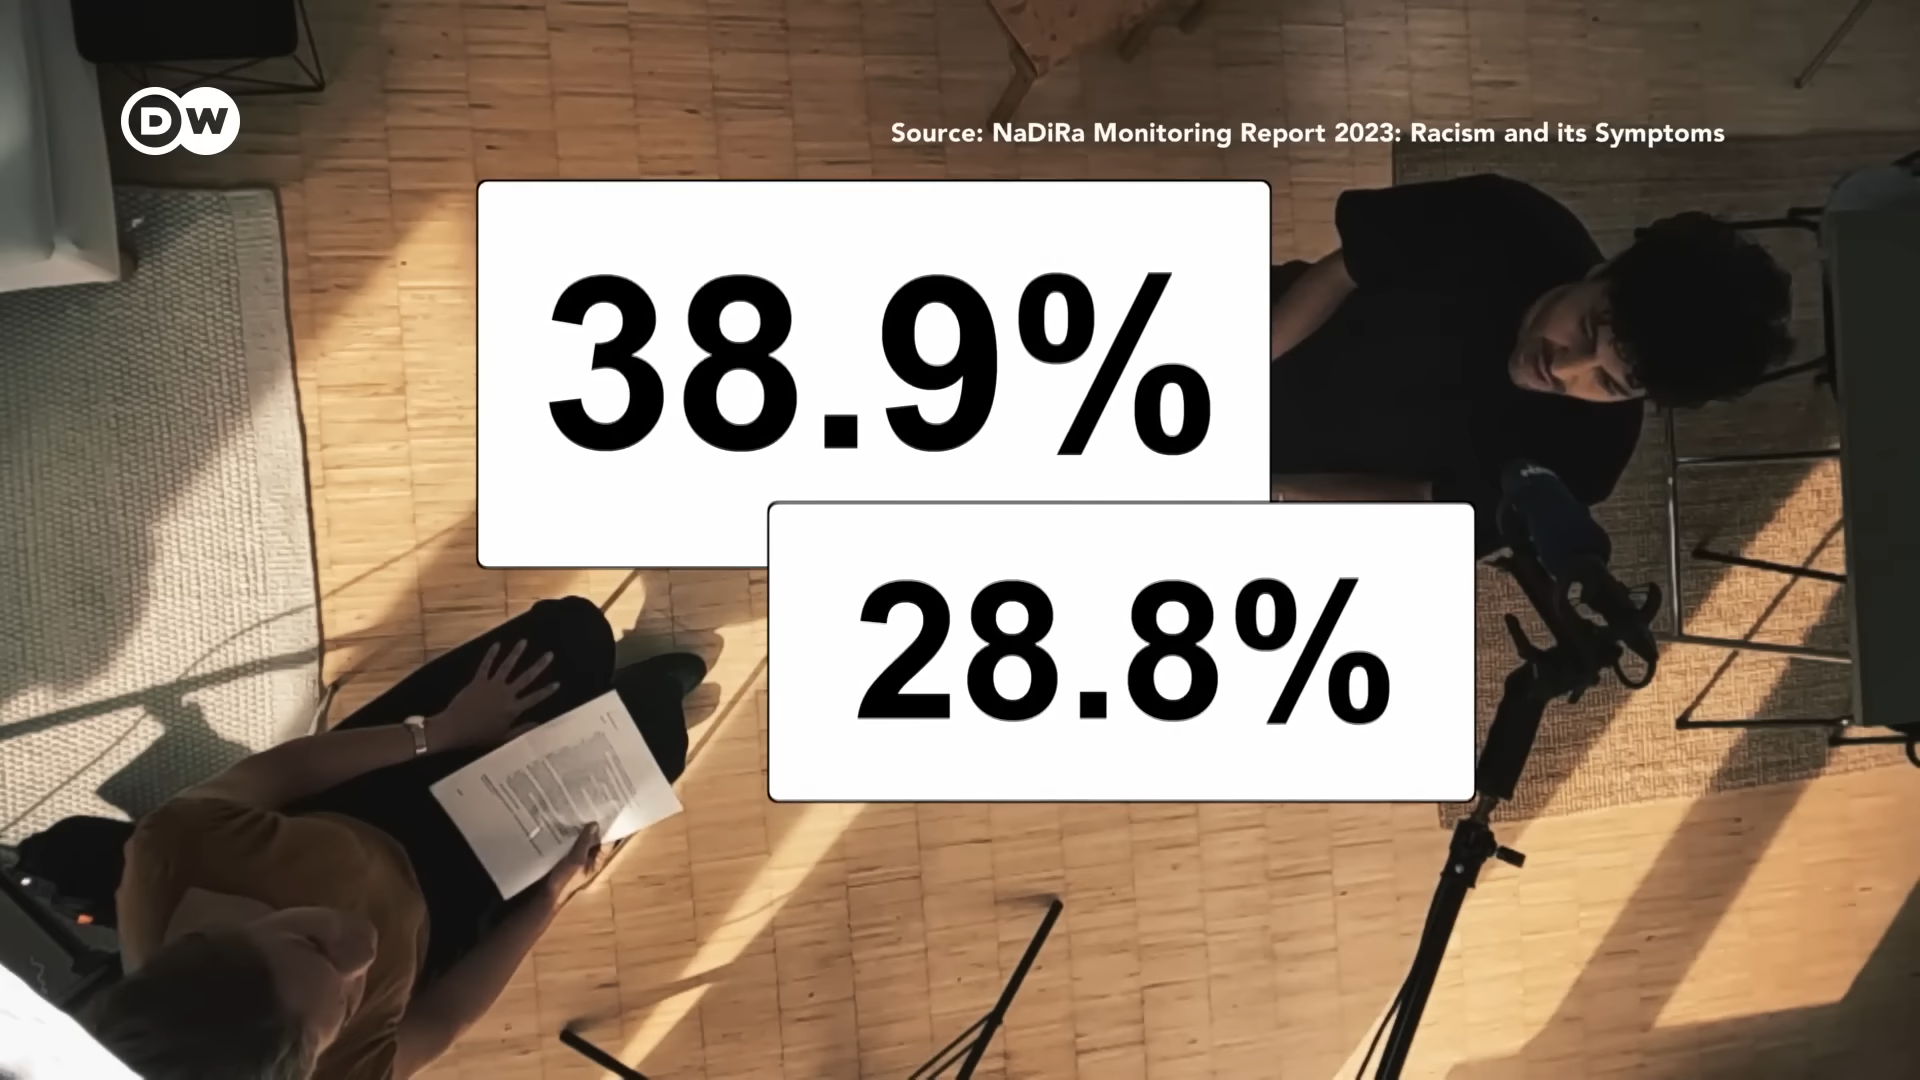 DW
Source: NaDiRa Monitoring Report 2023: Racism and its Symptoms
38.9%
28.8%